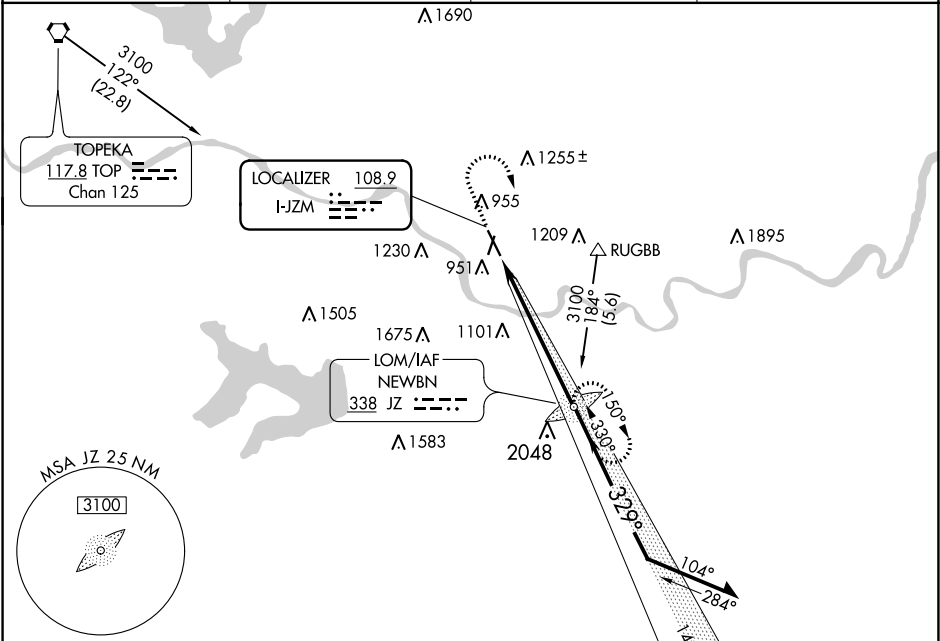 1690
3100
122°
(22.8)
TOPEKA
117.8 TOP
Chan 125
LOCALIZER 108.9
I-JZM
1255 ±
955
1230
951
1209
RUGBB
1895
3100
184°
(5.6)
1505
1675
1101
LOM/IAF
NEWBN
338 JZ
1583
2048
150°
330°
329°
104°
284°
MSA JZ 25 NM
3100